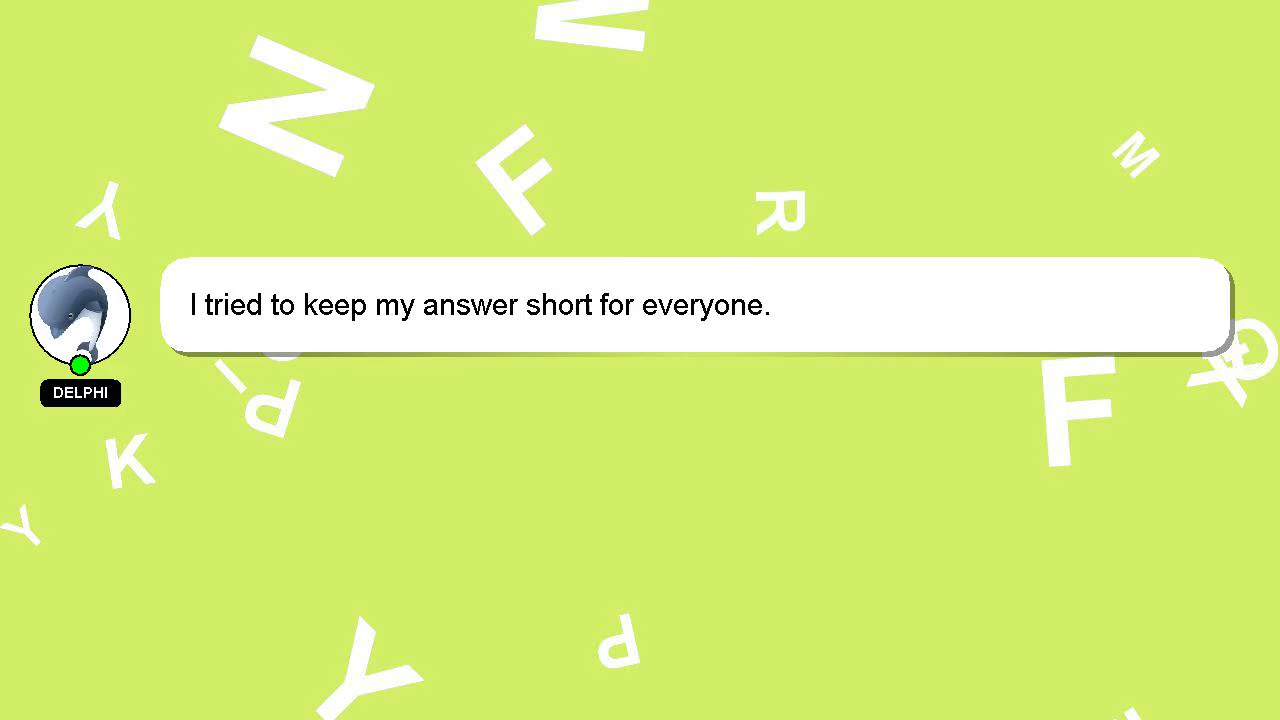 N
N
F
M
Y
R
I tried to keep my answer short for everyone.
DELPHI
P
F
X
K
Y
Y
P